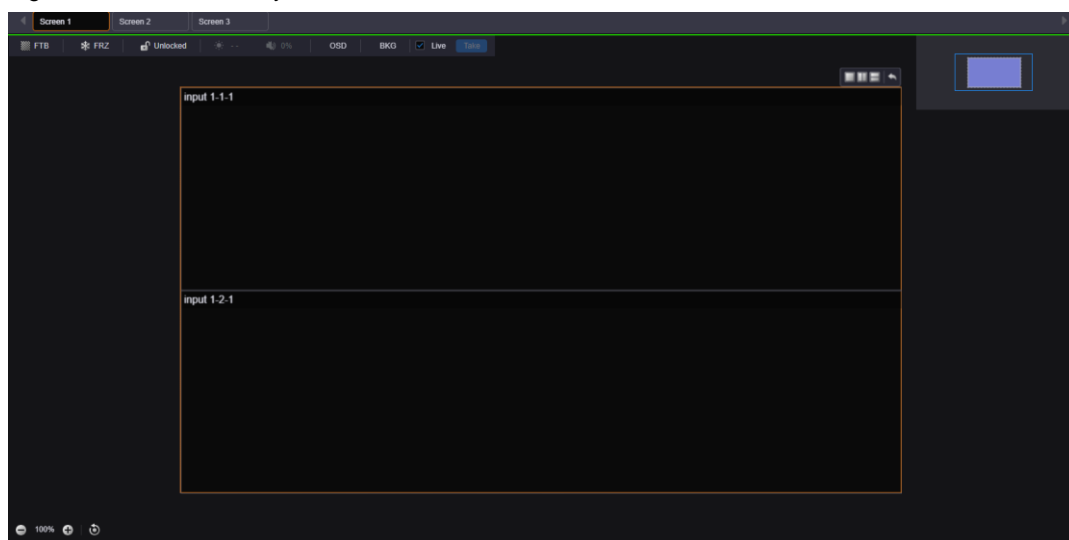 Screen 1 Screen 2 Screen 3
FTB FRZ Unlocked -- 0% OSD BKG Live Take
input 1-1-1
input 1-2-1
100%